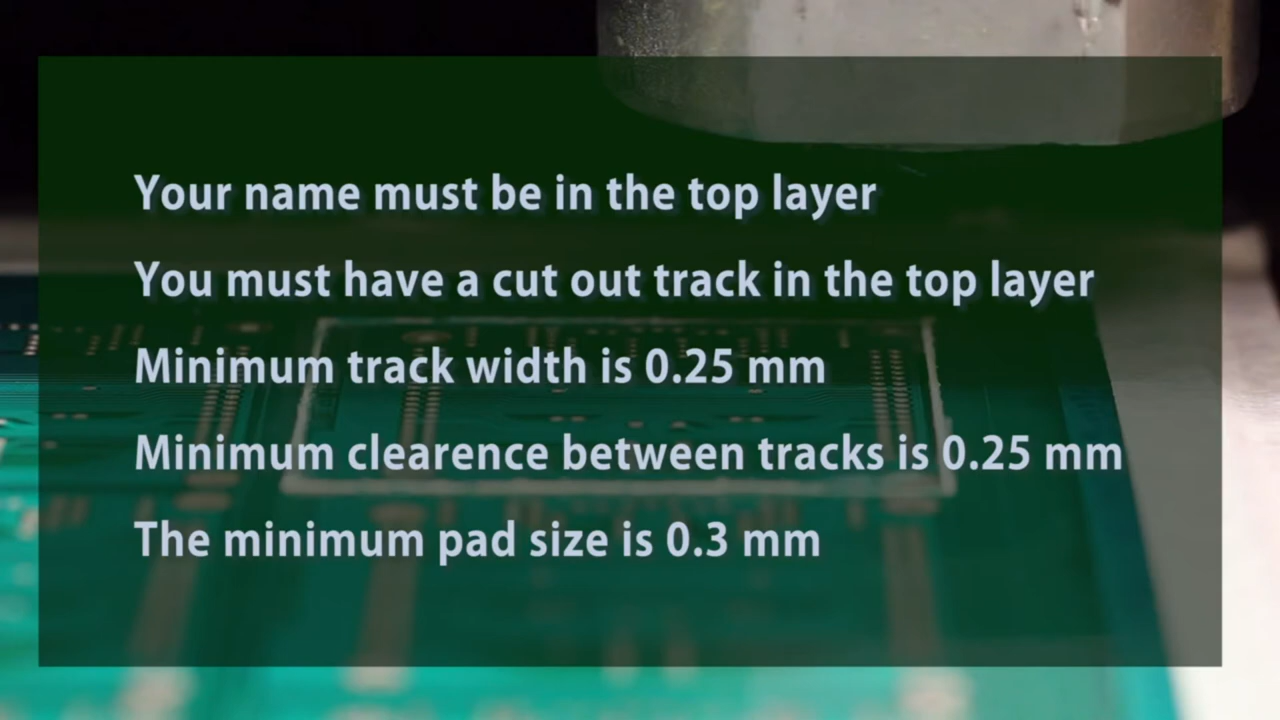 Your name must be in the top layer
You must have a cut out track in the top layer
Minimum track width is 0.25 mm
Minimum clearence between tracks is 0.25 mm
The minimum pad size is 0.3 mm